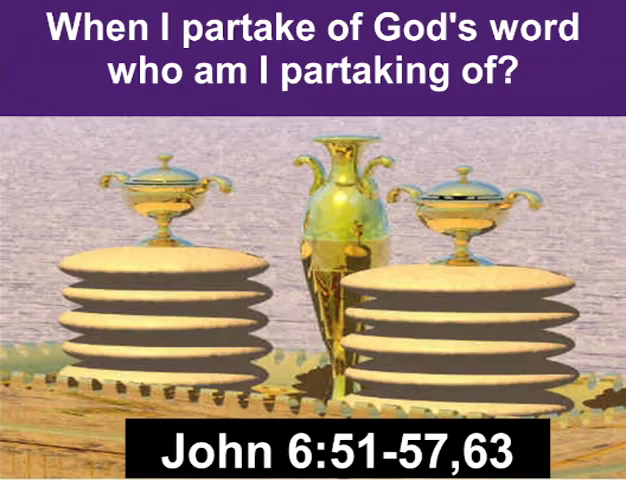 When I partake of God's word
who am I partaking of?
John 6:51-57,63